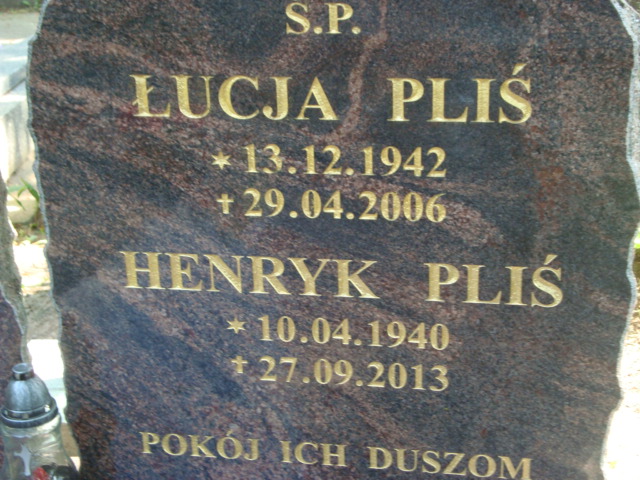 S.P.
ŁUCJA PLIŚ
✶ 13.12.1942
✝ 29.04.2006
HENRYK PLIŚ
✶ 10.04.1940
✝ 27.09.2013
POKÓJ ICH DUSZOM